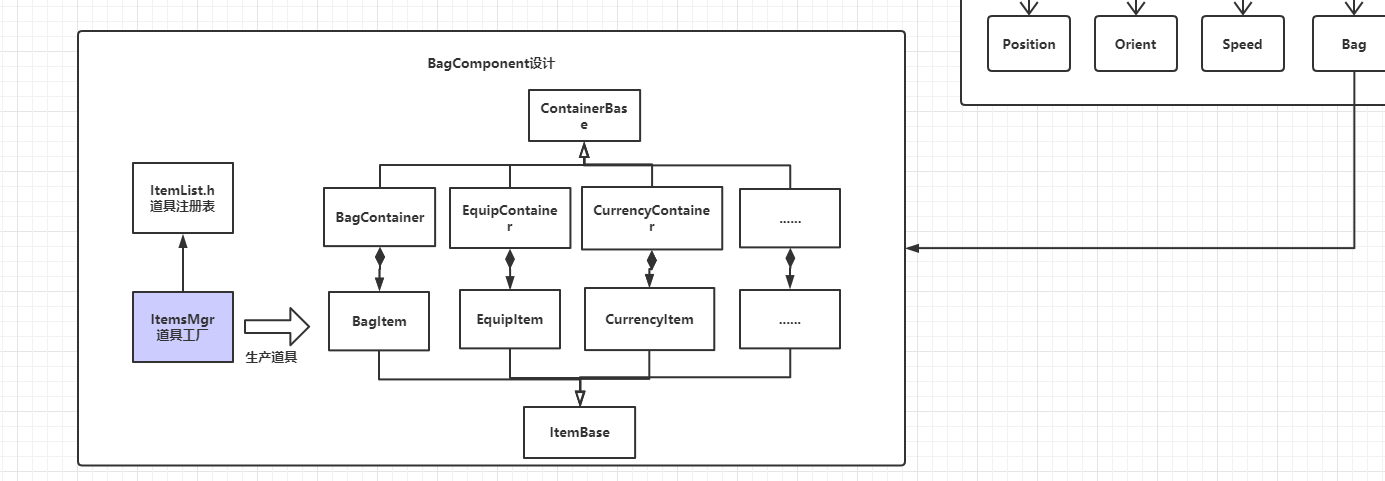 Position
Orient
Speed
Bag
BagComponent设计
ContainerBas
e
ItemList.h
道具注册表
BagContainer
EquipContaine
r
CurrencyContaine
r
......
ItemsMgr
道具工厂
生产道具
BagItem
EquipItem
CurrencyItem
......
ItemBase